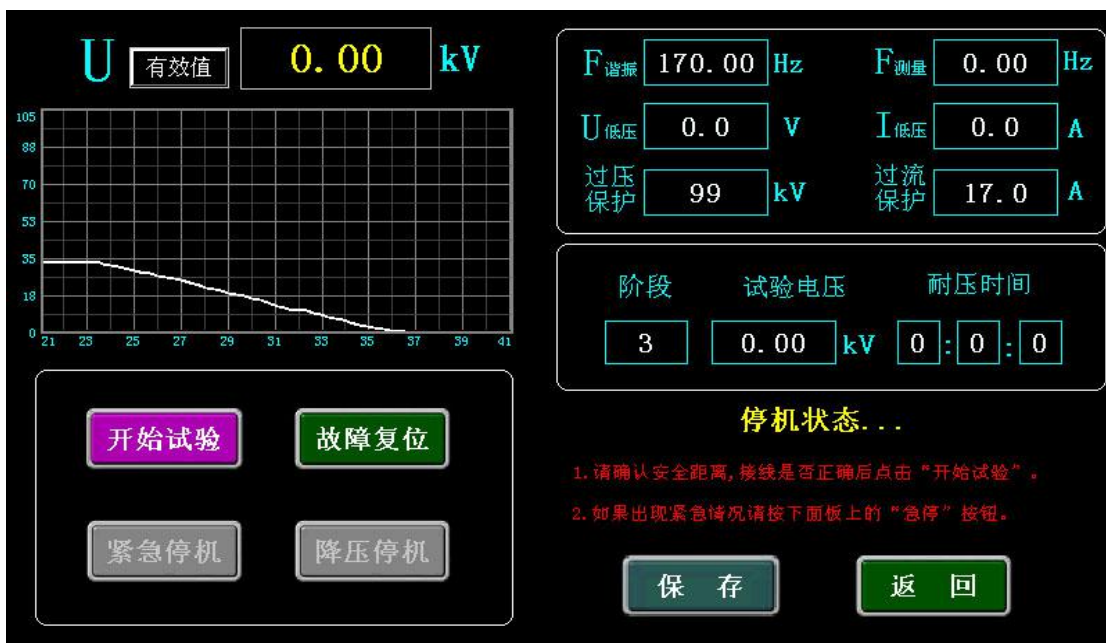 U 有效值 0.00 kV
105
88
70
53
35
18
0
21 23 25 27 29 31 33 35 37 39 41
开始试验 故障复位
紧急停机 降压停机
F谐振 170.00 Hz F测量 0.00 Hz
U低压 0.0 V I低压 0.0 A
过压保护 99 kV 过流保护 17.0 A
阶段 试验电压 耐压时间
3 0.00 kV 0:0:0
停机状态...
1.请确认安全距离,接线是否正确后点击“开始试验”。
2.如果出现紧急情况请按下面板上的“急停”按钮。
保 存 返 回